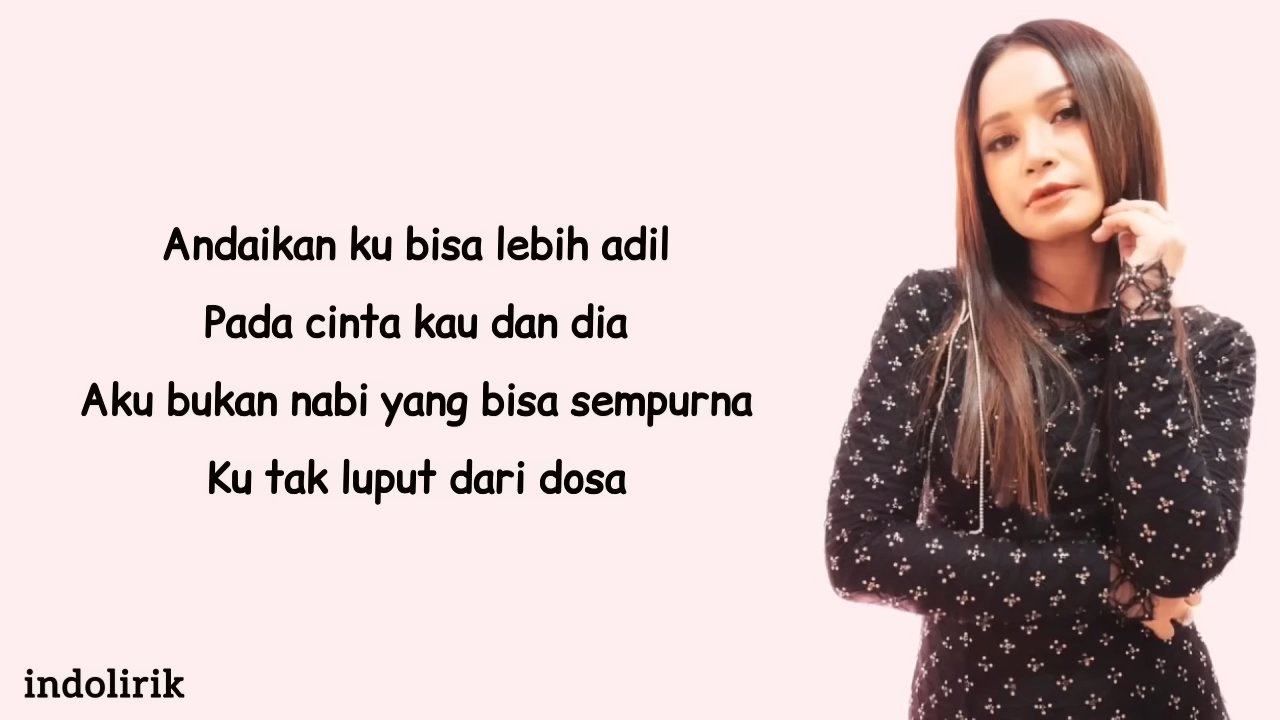 Andaikan ku bisa lebih adil
Pada cinta kau dan dia
Aku bukan nabi yang bisa sempurna
Ku tak luput dari dosa
indolirik